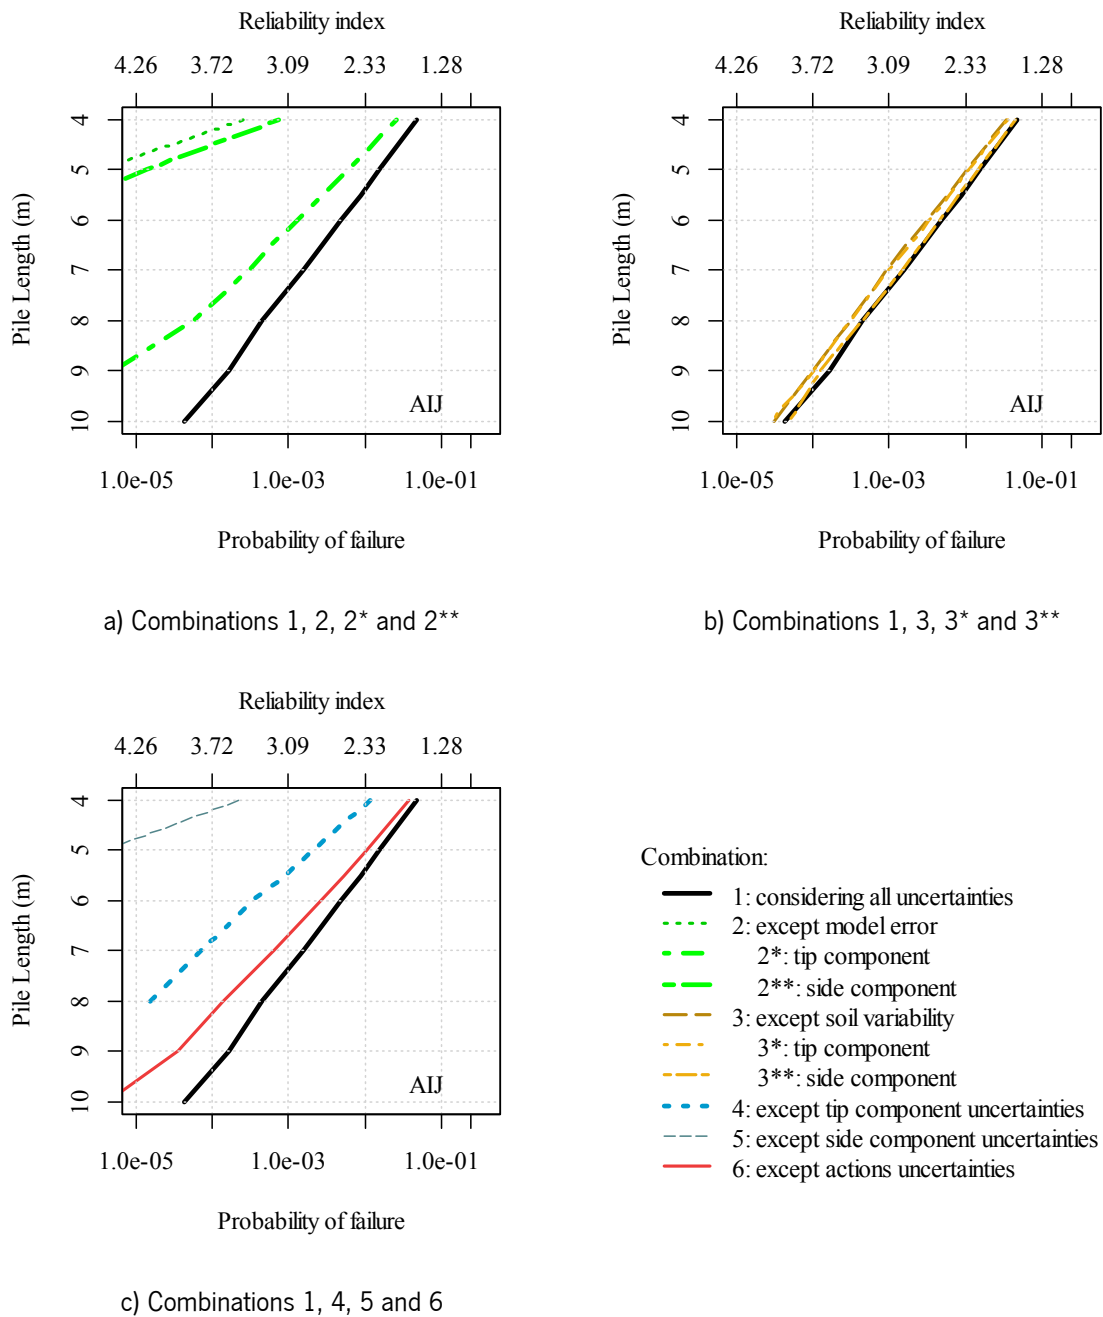 Reliability index
4.26 3.72 3.09 2.33 1.28
Pile Length (m)
4
5
6
7
8
9
10
AIJ
1.0e-05 1.0e-03 1.0e-01
Probability of failure
a) Combinations 1, 2, 2* and 2**
Reliability index
4.26 3.72 3.09 2.33 1.28
Pile Length (m)
4
5
6
7
8
9
10
AIJ
1.0e-05 1.0e-03 1.0e-01
Probability of failure
b) Combinations 1, 3, 3* and 3**
Reliability index
4.26 3.72 3.09 2.33 1.28
Pile Length (m)
4
5
6
7
8
9
10
AIJ
1.0e-05 1.0e-03 1.0e-01
Probability of failure
c) Combinations 1, 4, 5 and 6
Combination:
1: considering all uncertainties
2: except model error
2*: tip component
2**: side component
3: except soil variability
3*: tip component
3**: side component
4: except tip component uncertainties
5: except side component uncertainties
6: except actions uncertainties